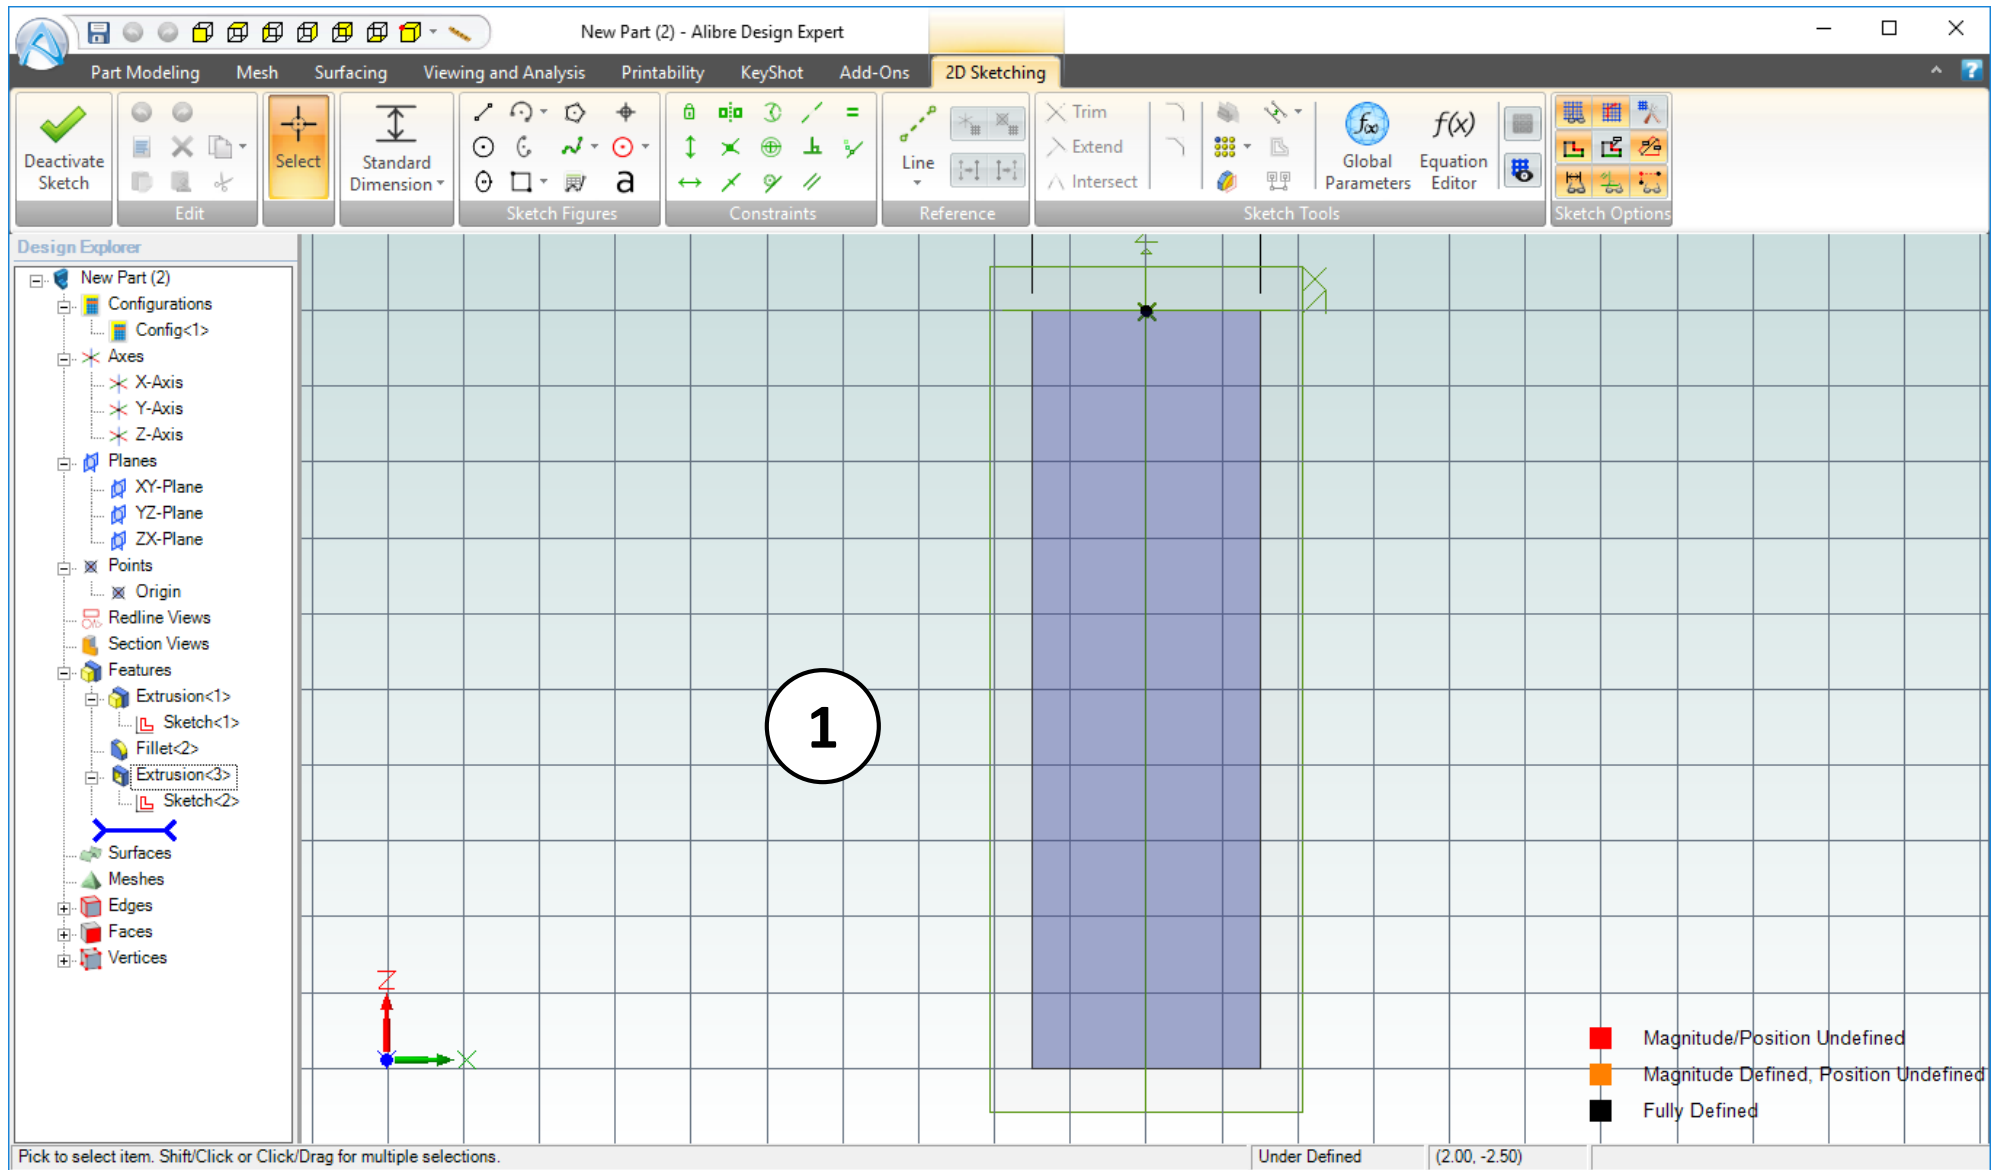 New Part (2) - Alibre Design Expert
Part Modeling Mesh Surfacing Viewing and Analysis Printability KeyShot Add-Ons 2D Sketching
Deactivate Sketch
Edit
Select
Standard Dimension
a
Sketch Figures
Constraints
Line
Reference
Trim
Extend
Intersect
Global Parameters
f(x)
Equation Editor
Sketch Tools
Sketch Options
Design Explorer
New Part (2)
Configurations
Config<1>
Axes
X-Axis
Y-Axis
Z-Axis
Planes
XY-Plane
YZ-Plane
ZX-Plane
Points
Origin
Redline Views
Section Views
Features
Extrusion<1>
Sketch<1>
Fillet<2>
Extrusion<3>
Sketch<2>
Surfaces
Meshes
Edges
Faces
Vertices
1
Z
X
Magnitude/Position Undefined
Magnitude Defined, Position Undefined
Fully Defined
Pick to select item. Shift/Click or Click/Drag for multiple selections.
Under Defined
(2.00, -2.50)